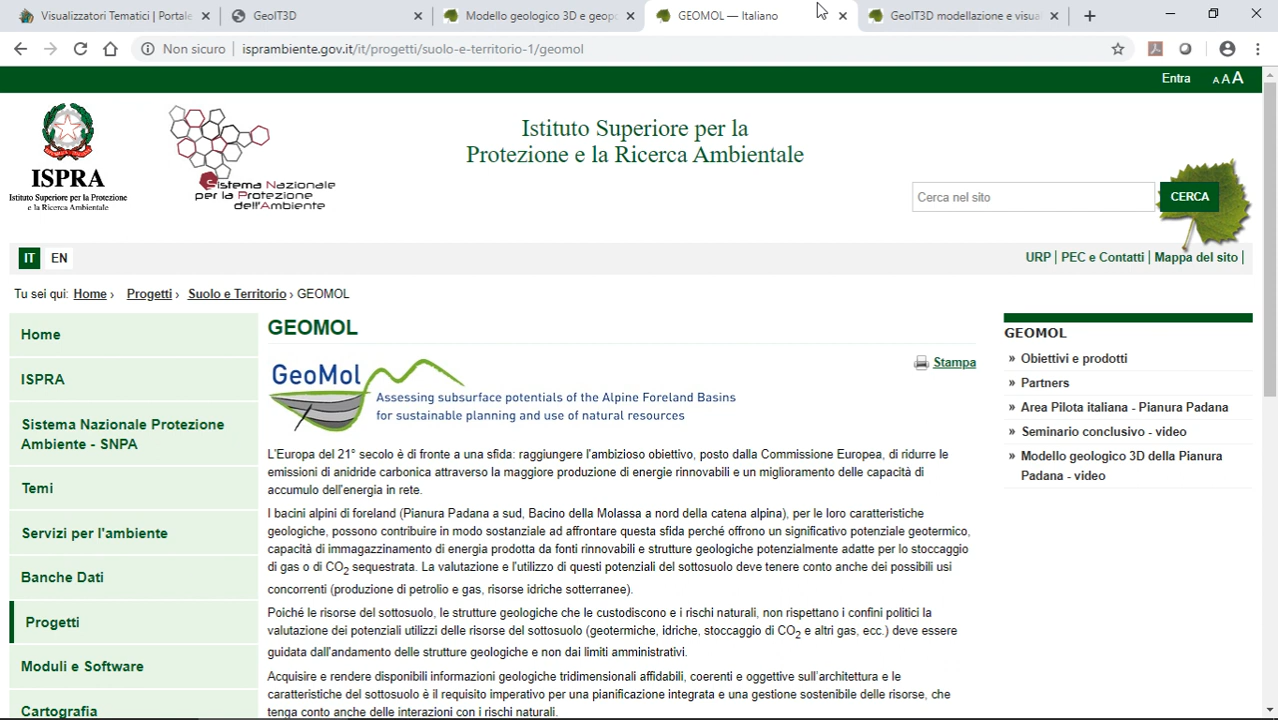 Visualizzatori Tematici | Portale
GeoIT3D
Modello geologico 3D e geop
GEOMOL — Italiano
GeoIT3D modellazione e visua
Non sicuro
isprambiente.gov.it/it/progetti/suolo-e-territorio-1/geomol
Entra
A A A
ISPRA
Istituto Superiore per la Protezione
e la Ricerca Ambientale
Sistema Nazionale
per la Protezione
dell'Ambiente
Istituto Superiore per la
Protezione e la Ricerca Ambientale
Cerca nel sito
CERCA
IT
EN
URP | PEC e Contatti | Mappa del sito |
Tu sei qui: Home › Progetti › Suolo e Territorio › GEOMOL
Home
ISPRA
Sistema Nazionale Protezione
Ambiente - SNPA
Temi
Servizi per l'ambiente
Banche Dati
Progetti
Moduli e Software
Cartografia
GEOMOL
Stampa
GeoMol
Assessing subsurface potentials of the Alpine Foreland Basins
for sustainable planning and use of natural resources
L'Europa del 21° secolo è di fronte a una sfida: raggiungere l'ambizioso obiettivo, posto dalla Commissione Europea, di ridurre le
emissioni di anidride carbonica attraverso la maggiore produzione di energie rinnovabili e un miglioramento delle capacità di
accumulo dell'energia in rete.
I bacini alpini di foreland (Pianura Padana a sud, Bacino della Molassa a nord della catena alpina), per le loro caratteristiche
geologiche, possono contribuire in modo sostanziale ad affrontare questa sfida perché offrono un significativo potenziale geotermico,
capacità di immagazzinamento di energia prodotta da fonti rinnovabili e strutture geologiche potenzialmente adatte per lo stoccaggio
di gas o di CO2 sequestrata. La valutazione e l'utilizzo di questi potenziali del sottosuolo deve tenere conto anche dei possibili usi
concorrenti (produzione di petrolio e gas, risorse idriche sotterranee).
Poiché le risorse del sottosuolo, le strutture geologiche che le custodiscono e i rischi naturali, non rispettano i confini politici la
valutazione dei potenziali utilizzi delle risorse del sottosuolo (geotermiche, idriche, stoccaggio di CO2 e altri gas, ecc.) deve essere
guidata dall'andamento delle strutture geologiche e non dai limiti amministrativi.
Acquisire e rendere disponibili informazioni geologiche tridimensionali affidabili, coerenti e oggettive sull'architettura e le
caratteristiche del sottosuolo è il requisito imperativo per una pianificazione integrata e una gestione sostenibile delle risorse, che
tenga conto anche delle interazioni con i rischi naturali.
GEOMOL
» Obiettivi e prodotti
» Partners
» Area Pilota italiana - Pianura Padana
» Seminario conclusivo - video
» Modello geologico 3D della Pianura
Padana - video